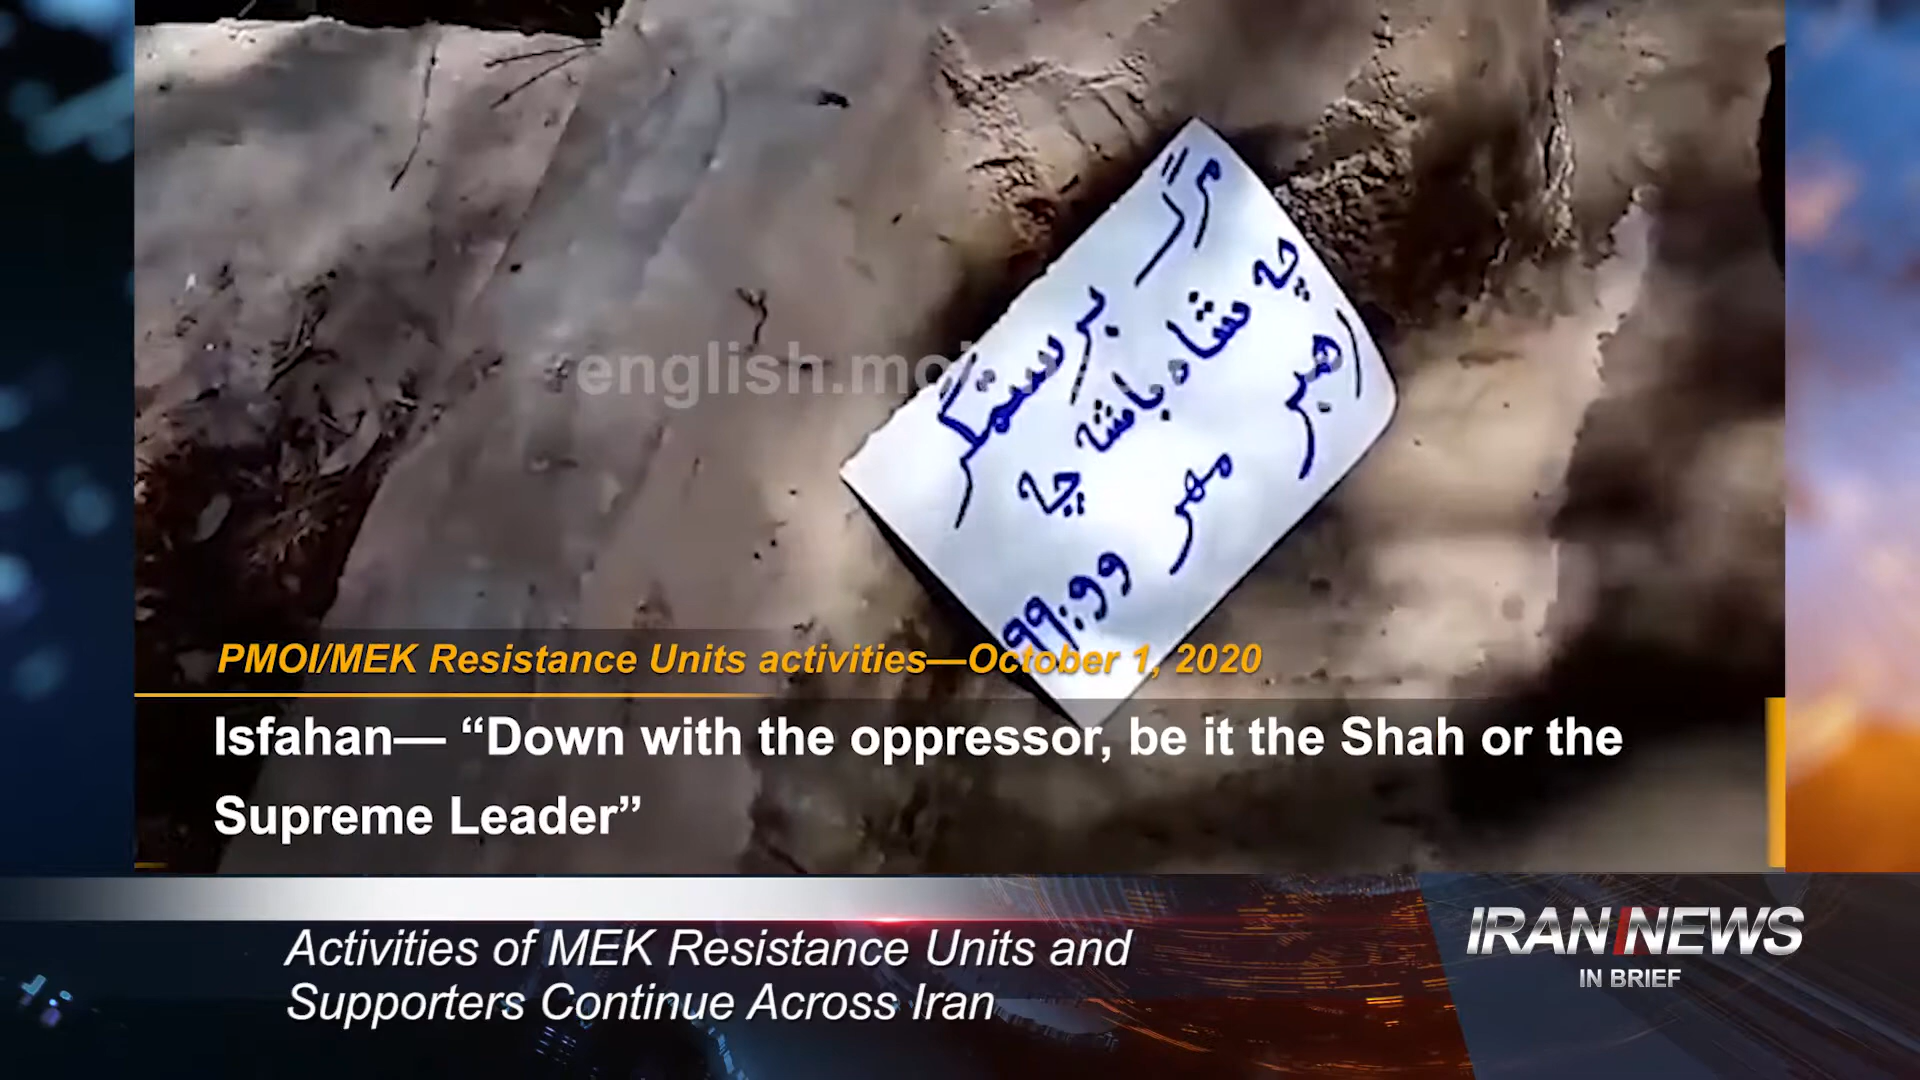 مرگ بر ستمگر
چه شاه باشه چه
رهبر مهر ۹۹
english.mo
PMOI/MEK Resistance Units activities—October 1, 2020
Isfahan— “Down with the oppressor, be it the Shah or the
Supreme Leader”
Activities of MEK Resistance Units and
Supporters Continue Across Iran
IRAN NEWS
IN BRIEF